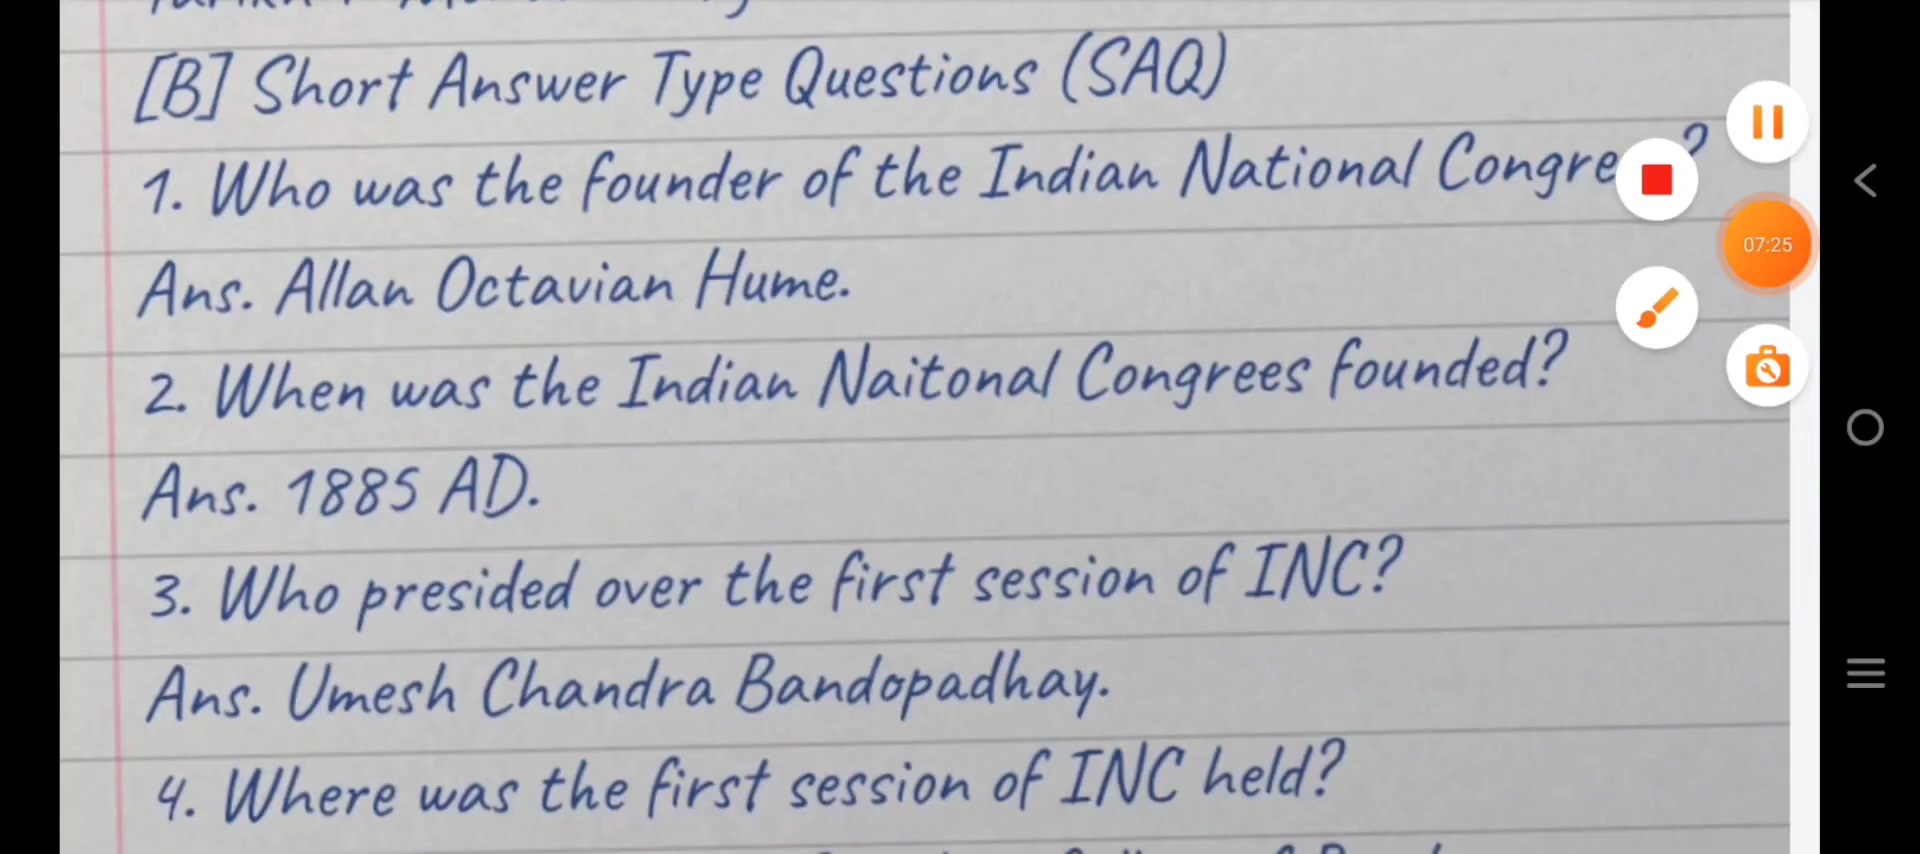 [B] Short Answer Type Questions (SAQ)
1. Who was the founder of the Indian National ?
Ans. Allan Octavian Hume.
2. When was the Indian Naitonal Congrees founded?
Ans. 1885 AD.
3. Who presided over the first session of INC?
Ans. Umesh Chandra Bandopadhay.
4. Where was the first session of INC held?
07:25